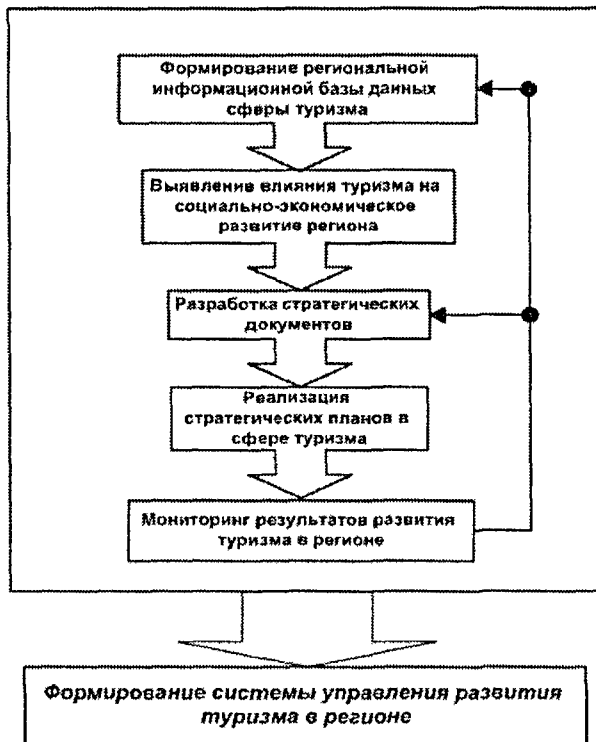 Формирование региональной
информационной базы данных
сферы туризма
Выявление влияния туризма на
социально-экономическое
развитие региона
Разработка стратегических
документов
Реализация
стратегических планов в
сфере туризма
Мониторинг результатов развития
туризма в регионе
Формирование системы управления развития
туризма в регионе